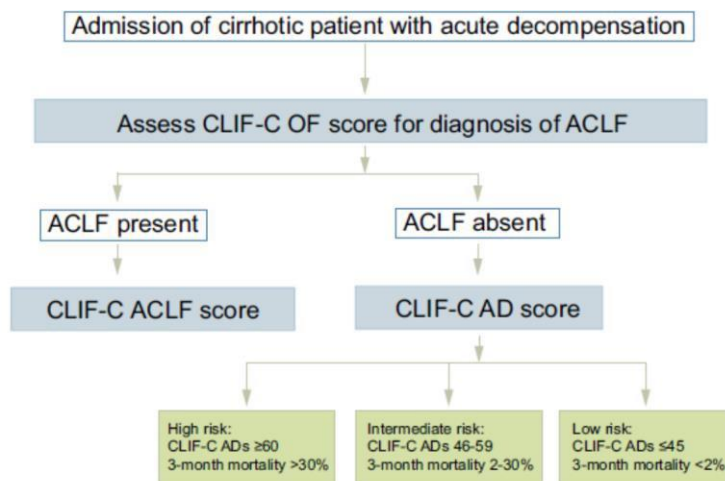 Admission of cirrhotic patient with acute decompensation
Assess CLIF-C OF score for diagnosis of ACLF
ACLF present
ACLF absent
CLIF-C ACLF score
CLIF-C AD score
High risk:
CLIF-C ADs ≥60
3-month mortality >30%
Intermediate risk:
CLIF-C ADs 46-59
3-month mortality 2-30%
Low risk:
CLIF-C ADs ≤45
3-month mortality <2%